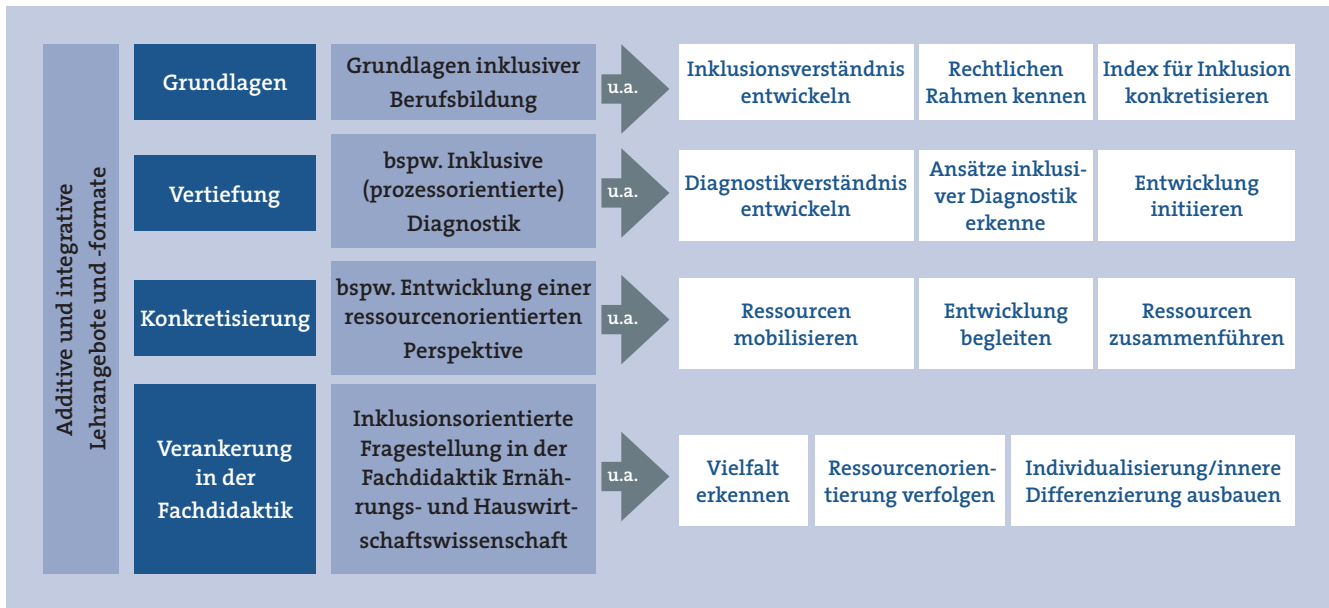 Additive und integrative
Lehrangebote und -formate
Grundlagen
Grundlagen inklusiver
Berufsbildung
u.a.
Inklusionsverständnis
entwickeln
Rechtlichen
Rahmen kennen
Index für Inklusion
konkretisieren
Vertiefung
bspw. Inklusive
(prozessorientierte)
Diagnostik
u.a.
Diagnostikverständnis
entwickeln
Ansätze inklusi-
ver Diagnostik
erkenne
Entwicklung
initiieren
Konkretisierung
bspw. Entwicklung einer
ressourcenorientierten
Perspektive
u.a.
Ressourcen
mobilisieren
Entwicklung
begleiten
Ressourcen
zusammenführen
Verankerung
in der
Fachdidaktik
Inklusionsorientierte
Fragestellung in der
Fachdidaktik Ernäh-
rungs- und Hauswirt-
schaftswissenschaft
u.a.
Vielfalt
erkennen
Ressourcenorien-
tierung verfolgen
Individualisierung/innere
Differenzierung ausbauen